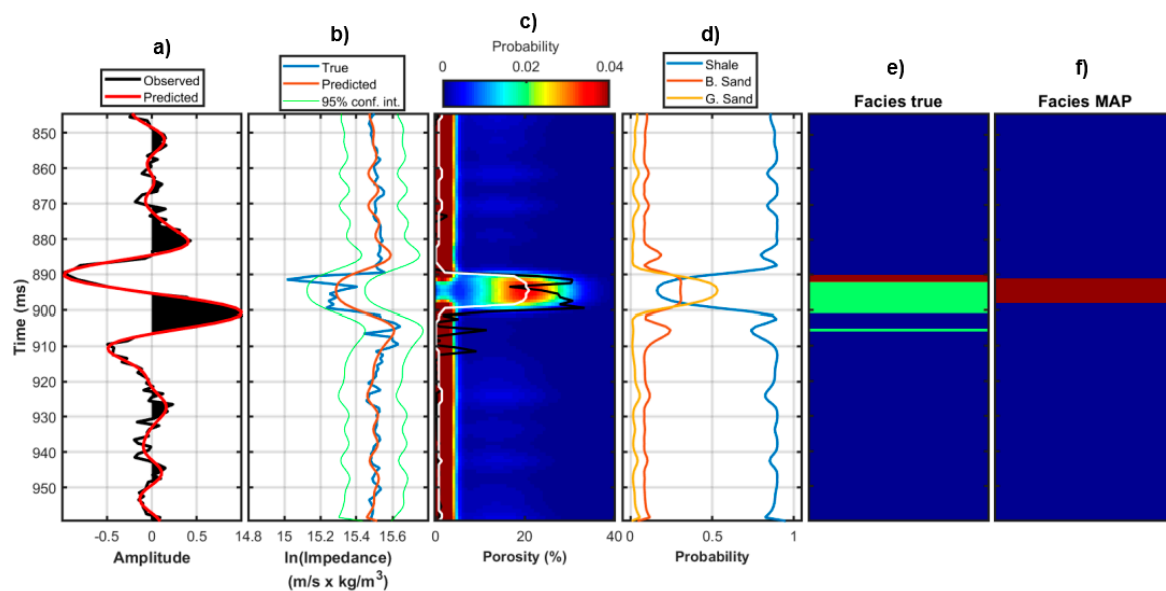 a)
b)
c)
d)
e)
f)
Observed
Predicted
True
Predicted
95% conf. int.
Probability
0 0.02 0.04
Shale
B. Sand
G. Sand
Facies true
Facies MAP
Time (ms)
850
860
870
880
890
900
910
920
930
940
950
-0.5 0 0.5
Amplitude
14.8 15 15.2 15.4 15.6
ln(Impedance)
(m/s x kg/m³)
0 20 40
Porosity (%)
0 0.5 1
Probability